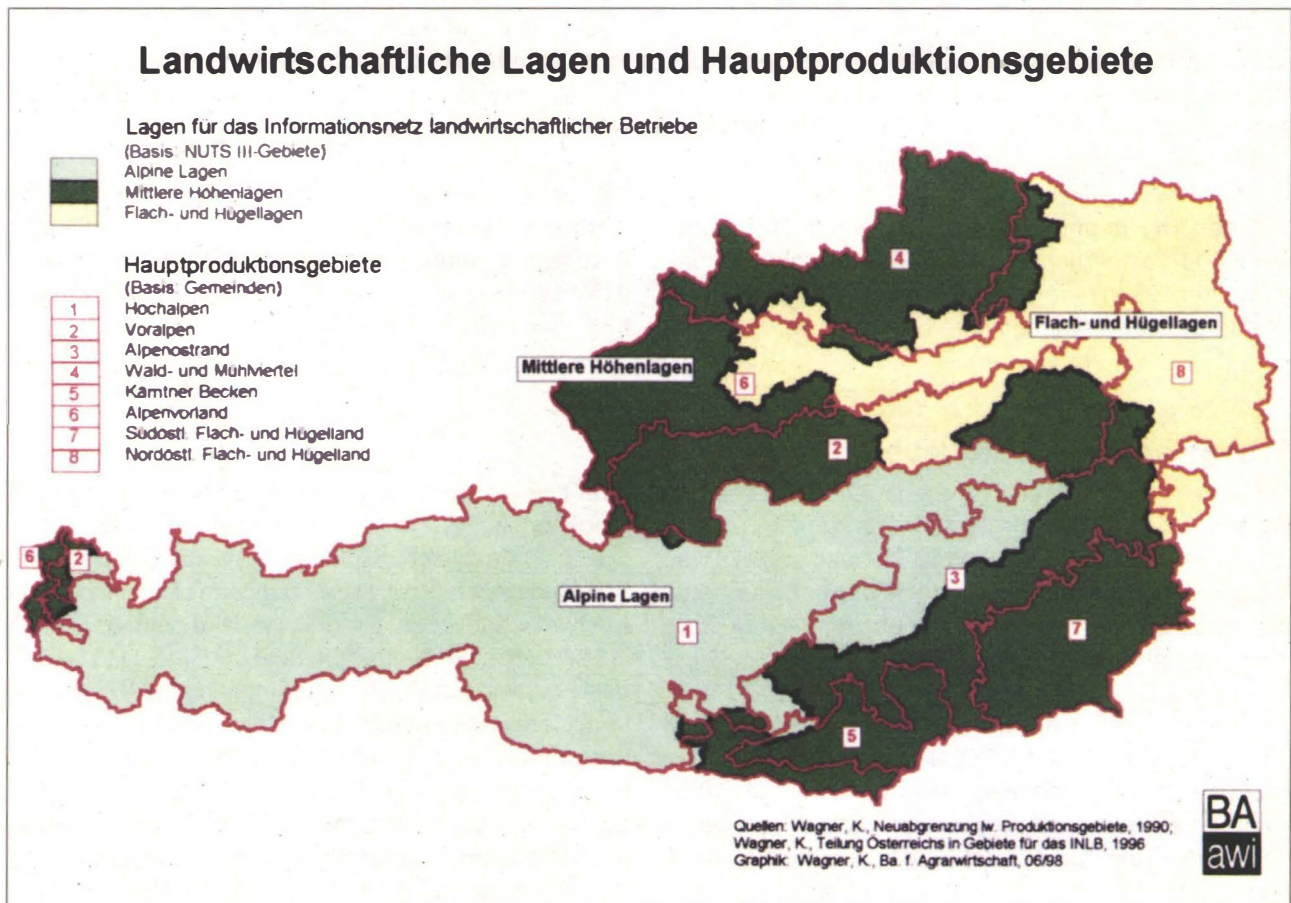 Landwirtschaftliche Lagen und Hauptproduktionsgebiete
Lagen für das Informationsnetz landwirtschaftlicher Betriebe
(Basis: NUTS III-Gebiete)
Alpine Lagen
Mittlere Höhenlagen
Flach- und Hügellagen
Hauptproduktionsgebiete
(Basis: Gemeinden)
1 Hochalpen
2 Voralpen
3 Alpenostrand
4 Wald- und Mühlviertel
5 Kärntner Becken
6 Alpenvorland
7 Südöstl. Flach- und Hügelland
8 Nordöstl. Flach- und Hügelland
4
Flach- und Hügellagen
Mittlere Höhenlagen
6
8
2
6
2
3
Alpine Lagen
1
7
5
Quellen: Wagner, K., Neuabgrenzung lw. Produktionsgebiete, 1990;
Wagner, K., Teilung Österreichs in Gebiete für das INLB, 1996
Graphik: Wagner, K., Ba. f. Agrarwirtschaft, 06/98
BA
awi